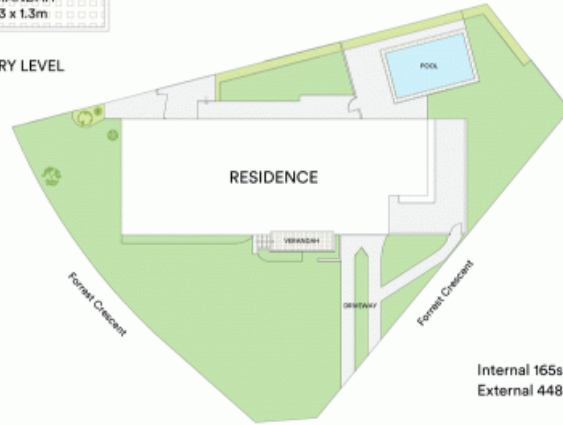 3 x 1.3m
RY LEVEL
POOL
RESIDENCE
VERANDAH
DRIVEWAY
Forrest Crescent
Forrest Crescent
Internal 165s
External 448